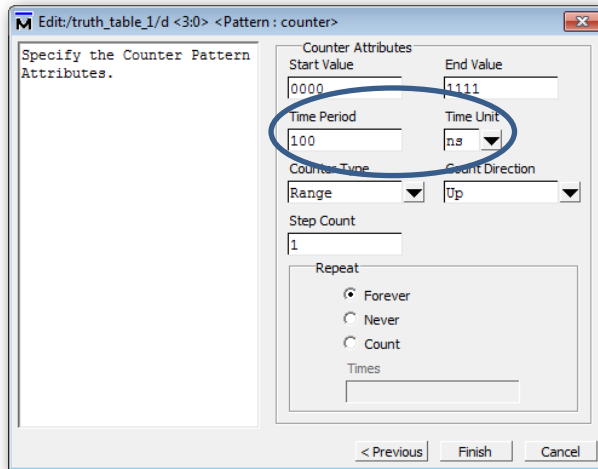 M Edit:/truth_table_1/d <3:0> <Pattern : counter>
Specify the Counter Pattern
Attributes.
Counter Attributes
Start Value End Value
0000 1111
Time Period Time Unit
100 ns
Counter Type Count Direction
Range Up
Step Count
1
Repeat
Forever
Never
Count
Times
< Previous Finish Cancel